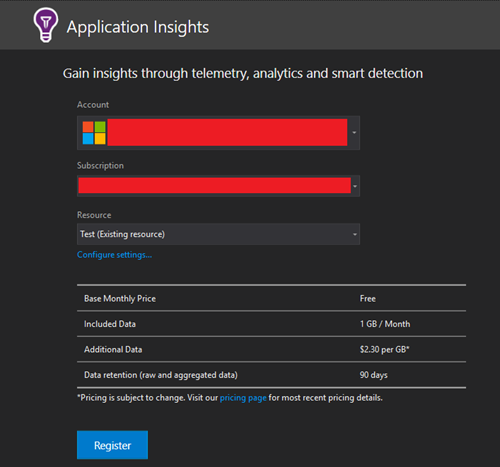 Application Insights
Gain insights through telemetry, analytics and smart detection
Account
Subscription
Resource
Test (Existing resource)
Configure settings...
Base Monthly Price Free
Included Data 1 GB / Month
Additional Data $2.30 per GB*
Data retention (raw and aggregated data) 90 days
*Pricing is subject to change. Visit our pricing page for most recent pricing details.
Register